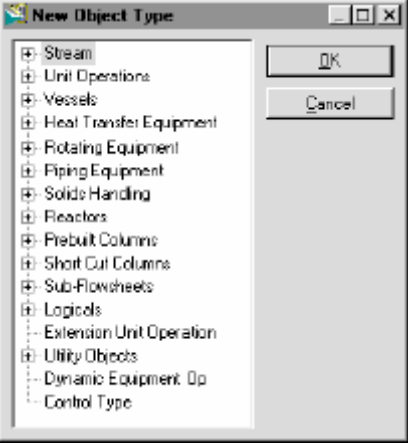 New Object Type
Stream
Unit Operations
Vessels
Heat Transfer Equipment
Rotating Equipment
Piping Equipment
Solids Handling
Reactors
Prebuilt Columns
Short Cut Columns
Sub-Flowsheets
Logicals
Extension Unit Operation
Utility Objects
Dynamic Equipment Op
Control Type
OK
Cancel